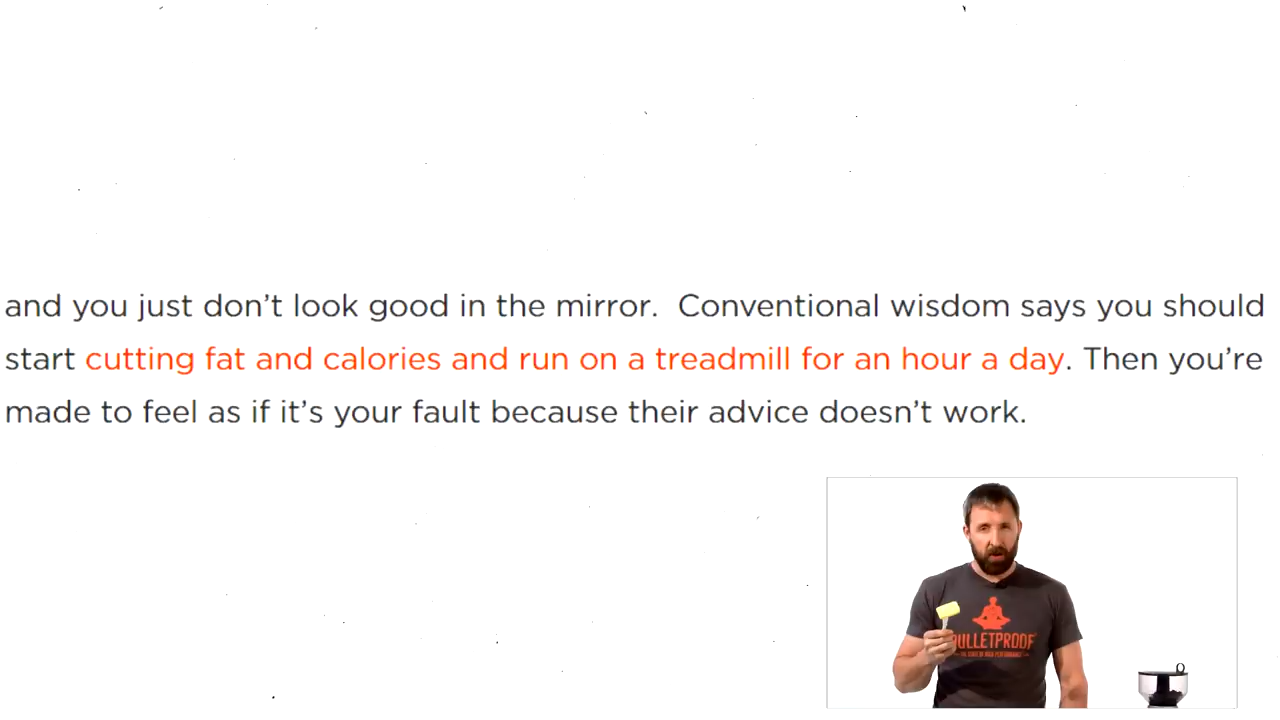 and you just don't look good in the mirror.  Conventional wisdom says you should
start cutting fat and calories and run on a treadmill for an hour a day. Then you're
made to feel as if it's your fault because their advice doesn't work.
BULLETPROOF